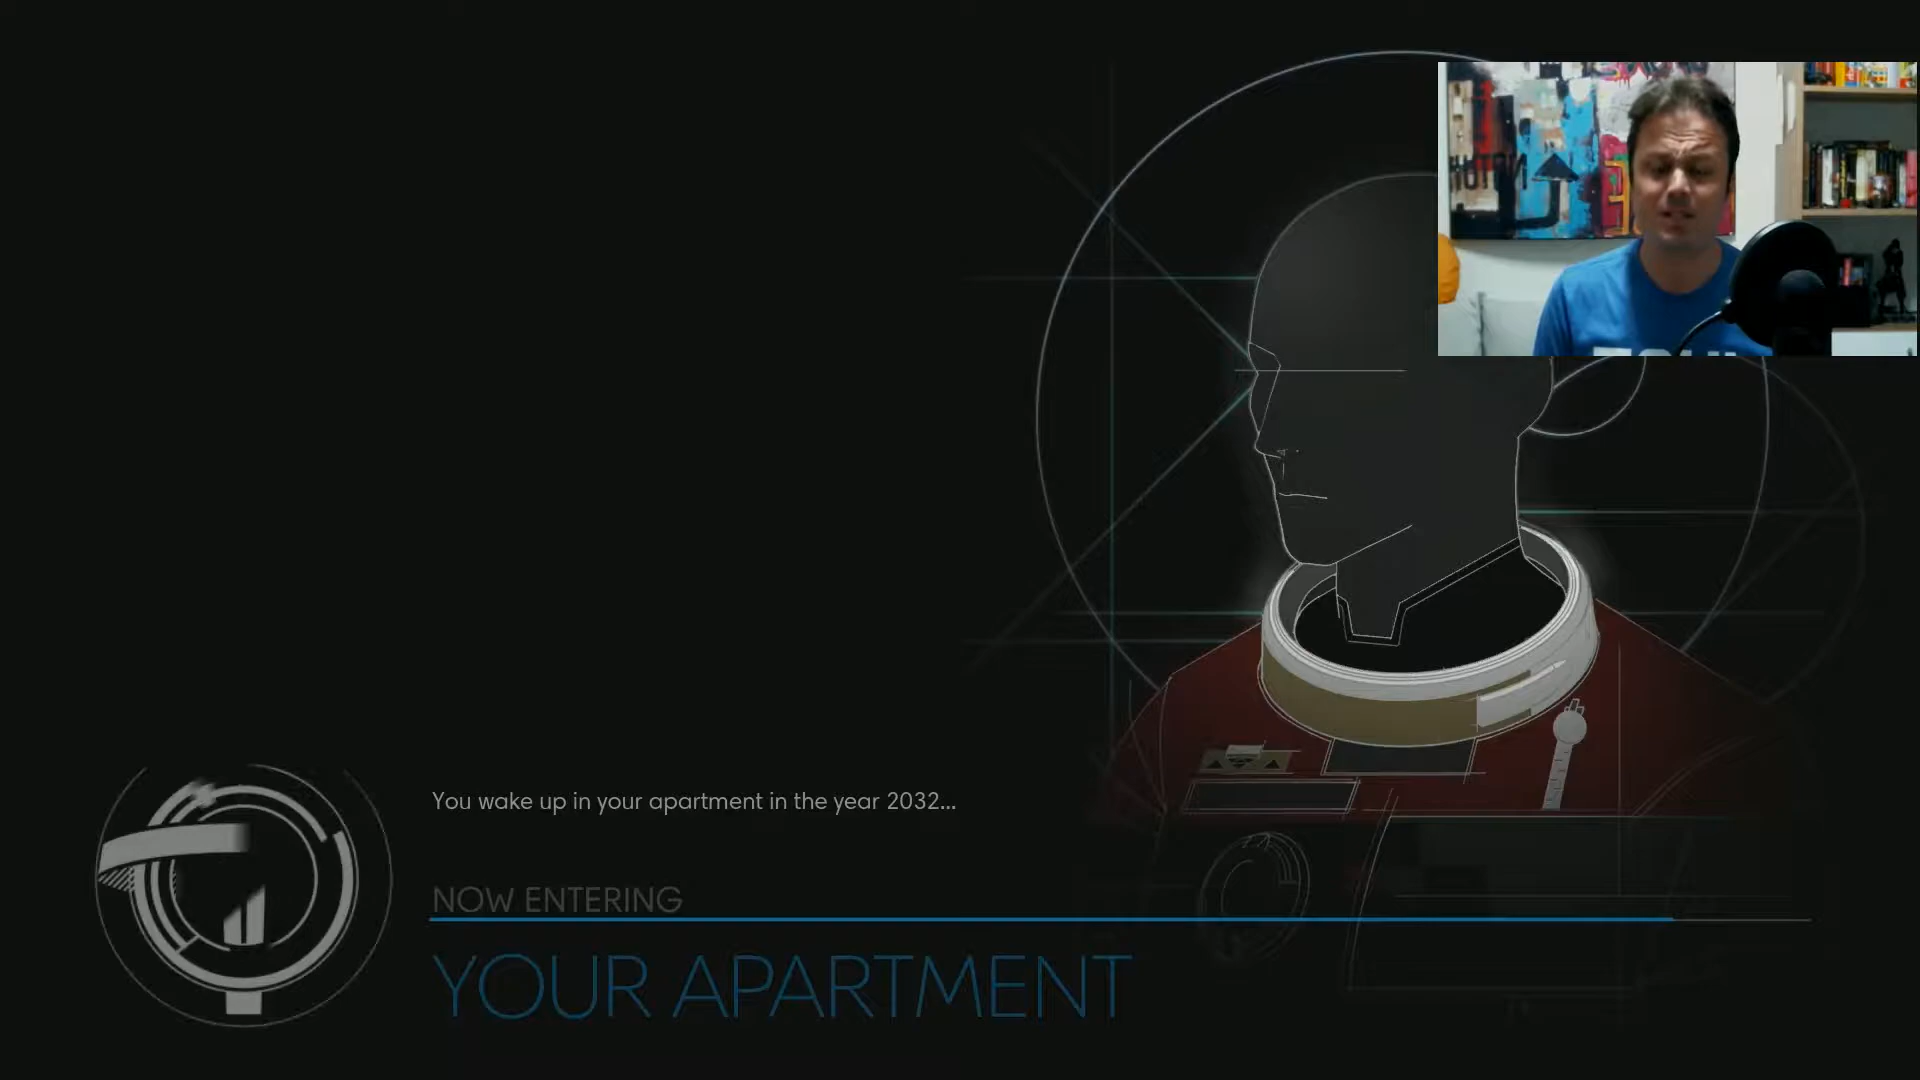 You wake up in your apartment in the year 2032...
NOW ENTERING
YOUR APARTMENT